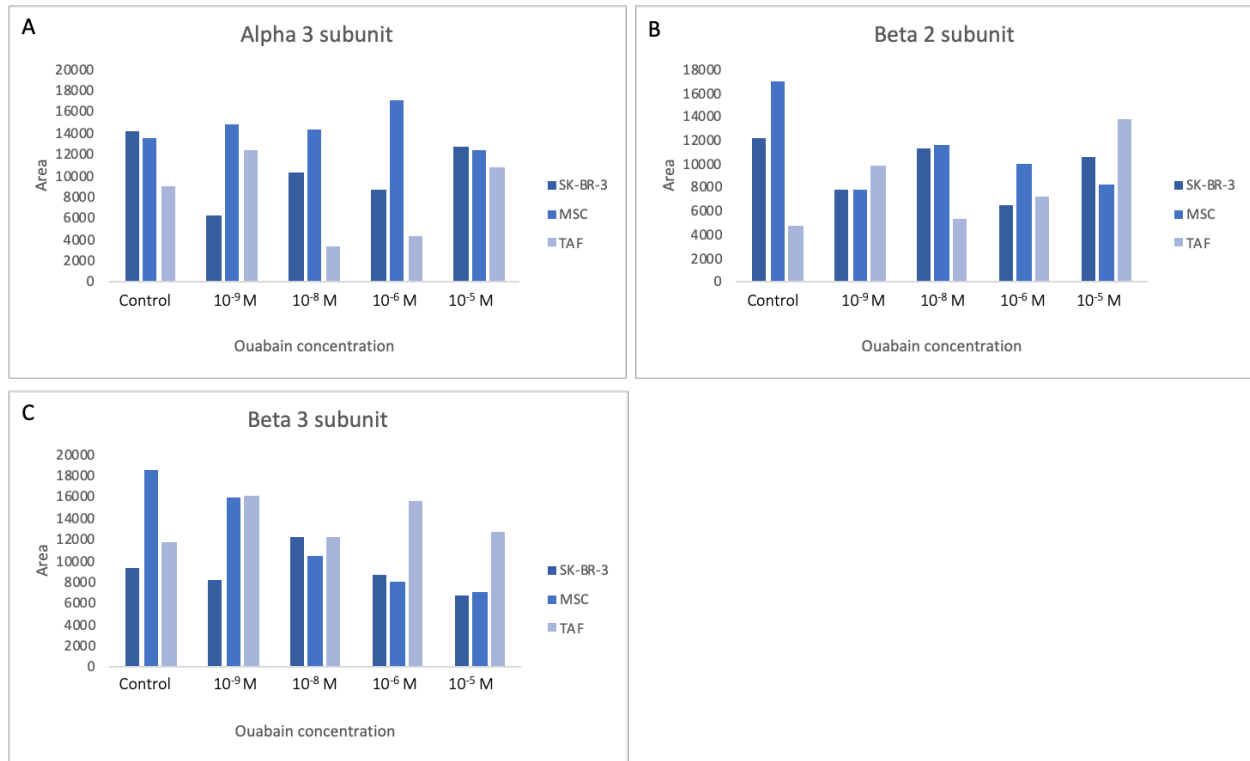 A
Alpha 3 subunit
20000
18000
16000
14000
12000
10000
8000
6000
4000
2000
0
Area
Control 10⁻⁹ M 10⁻⁸ M 10⁻⁶ M 10⁻⁵ M
Ouabain concentration
SK-BR-3
MSC
TAF
B
Beta 2 subunit
18000
16000
14000
12000
10000
8000
6000
4000
2000
0
Area
Control 10⁻⁹ M 10⁻⁸ M 10⁻⁶ M 10⁻⁵ M
Ouabain concentration
SK-BR-3
MSC
TAF
C
Beta 3 subunit
20000
18000
16000
14000
12000
10000
8000
6000
4000
2000
0
Area
Control 10⁻⁹ M 10⁻⁸ M 10⁻⁶ M 10⁻⁵ M
Ouabain concentration
SK-BR-3
MSC
TAF